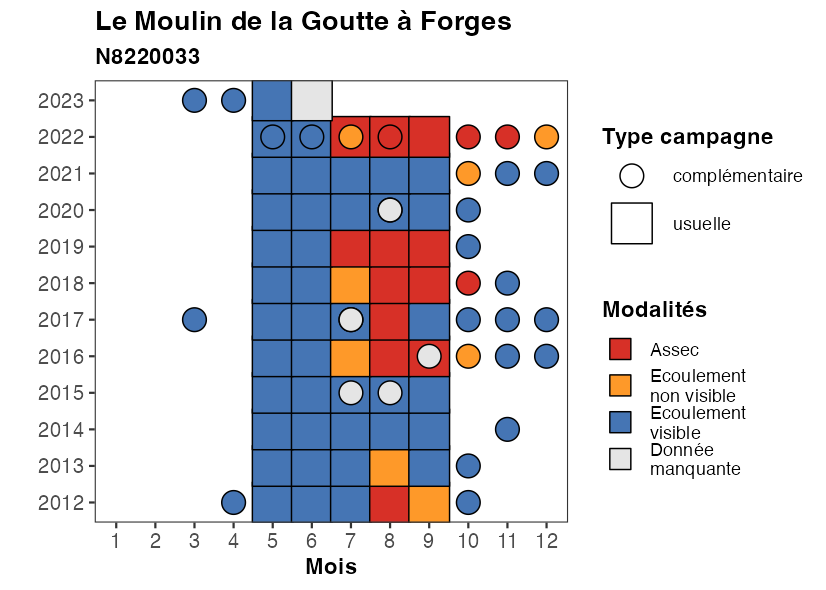 Le Moulin de la Goutte à Forges
N8220033
2023
2022
2021
2020
2019
2018
2017
2016
2015
2014
2013
2012
1 2 3 4 5 6 7 8 9 10 11 12
Mois
Type campagne
complémentaire
usuelle
Modalités
Assec
Ecoulement
non visible
Ecoulement
visible
Donnée
manquante